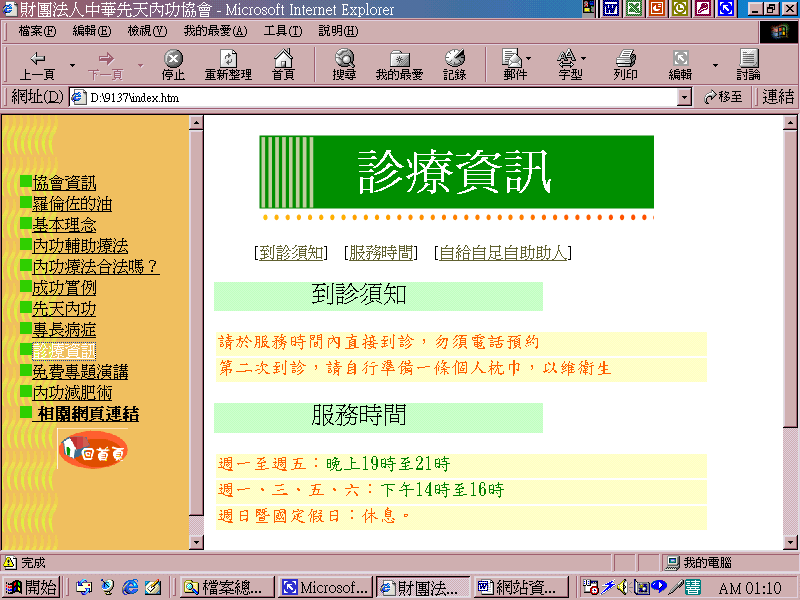 財團法人中華先天內功協會 - Microsoft Internet Explorer
檔案(F) 編輯(E) 檢視(V) 我的最愛(A) 工具(T) 說明(H)
上一頁 下一頁 停止 重新整理 首頁 搜尋 我的最愛 記錄 郵件 字型 列印 編輯 討論
網址(D) D:\9137\index.htm 移至 連結
協會資訊
羅倫佐的油
基本理念
內功輔助療法
內功療法合法嗎？
成功實例
先天內功
專長病症
診療資訊
免費專題演講
內功減肥術
相關網頁連結
回首頁
診療資訊
[到診須知] [服務時間] [自給自足自助助人]
到診須知
請於服務時間內直接到診，勿須電話預約
第二次到診，請自行準備一條個人枕巾，以維衛生
服務時間
週一至週五：晚上19時至21時
週一、三、五、六：下午14時至16時
週日暨國定假日：休息。
完成 我的電腦
開始 檔案總... Microsof... 財團法... 網站資... AM 01:10